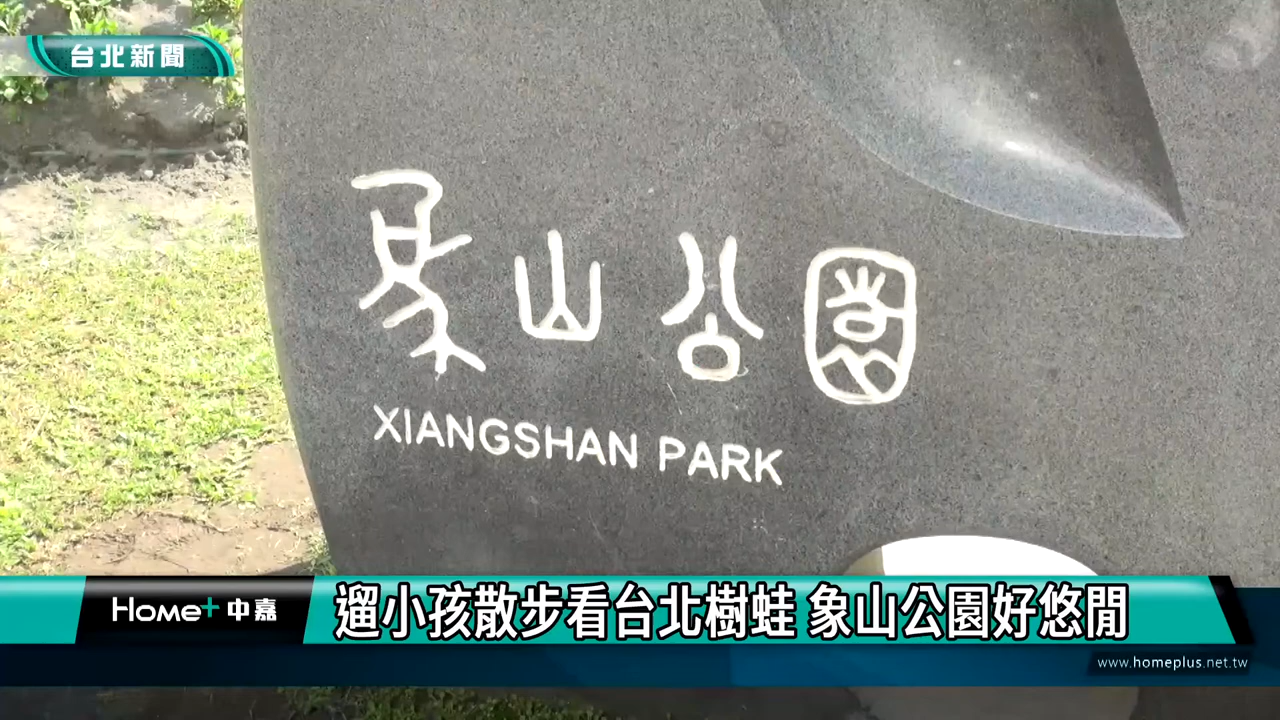 台北新聞
象山公園
XIANGSHAN PARK
Home+ 中嘉
遛小孩散步看台北樹蛙 象山公園好悠閒
www.homeplus.net.tw